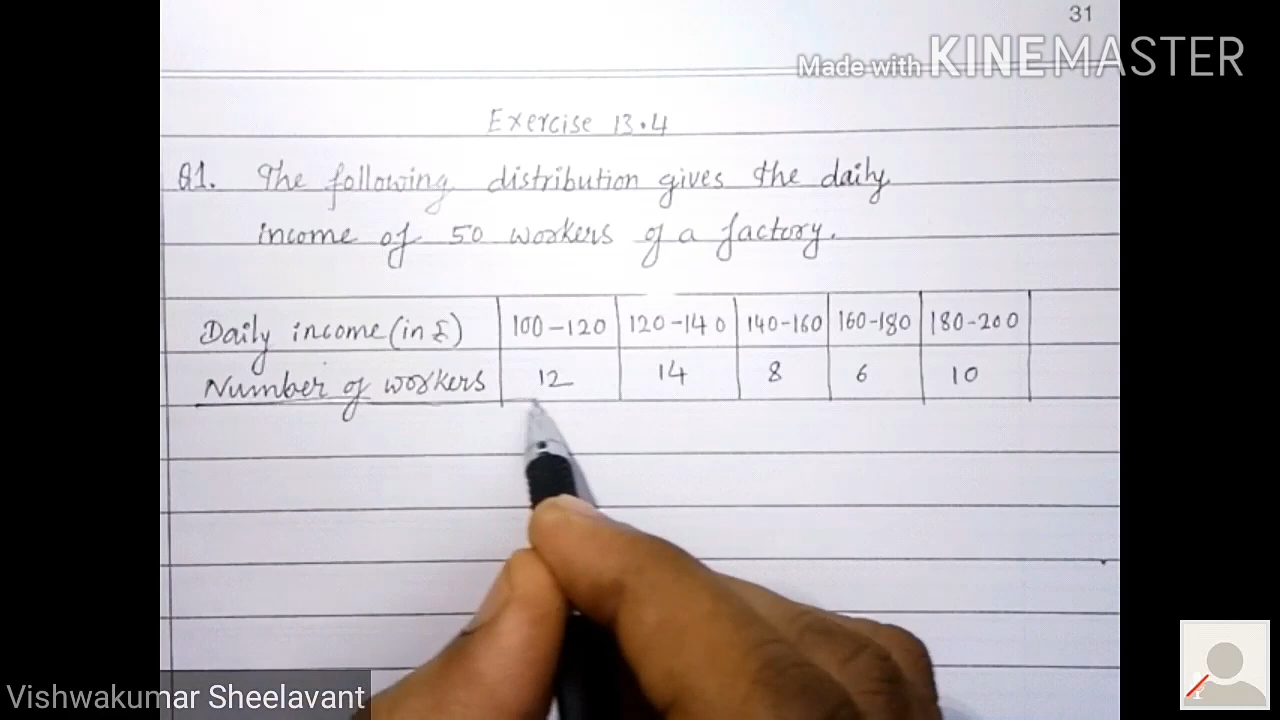 31
Made with KINEMASTER
Exercise 13.4
Q1. The following distribution gives the daily
income of 50 workers of a factory.
Daily income (in ₹) 100-120 120-140 140-160 160-180 180-200
Number of workers 12 14 8 6 10
Vishwakumar Sheelavant